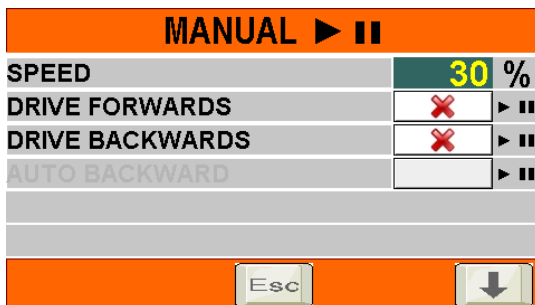 MANUAL ►❚❚
SPEED 30 %
DRIVE FORWARDS ►❚❚
DRIVE BACKWARDS ►❚❚
AUTO BACKWARD ►❚❚
Esc